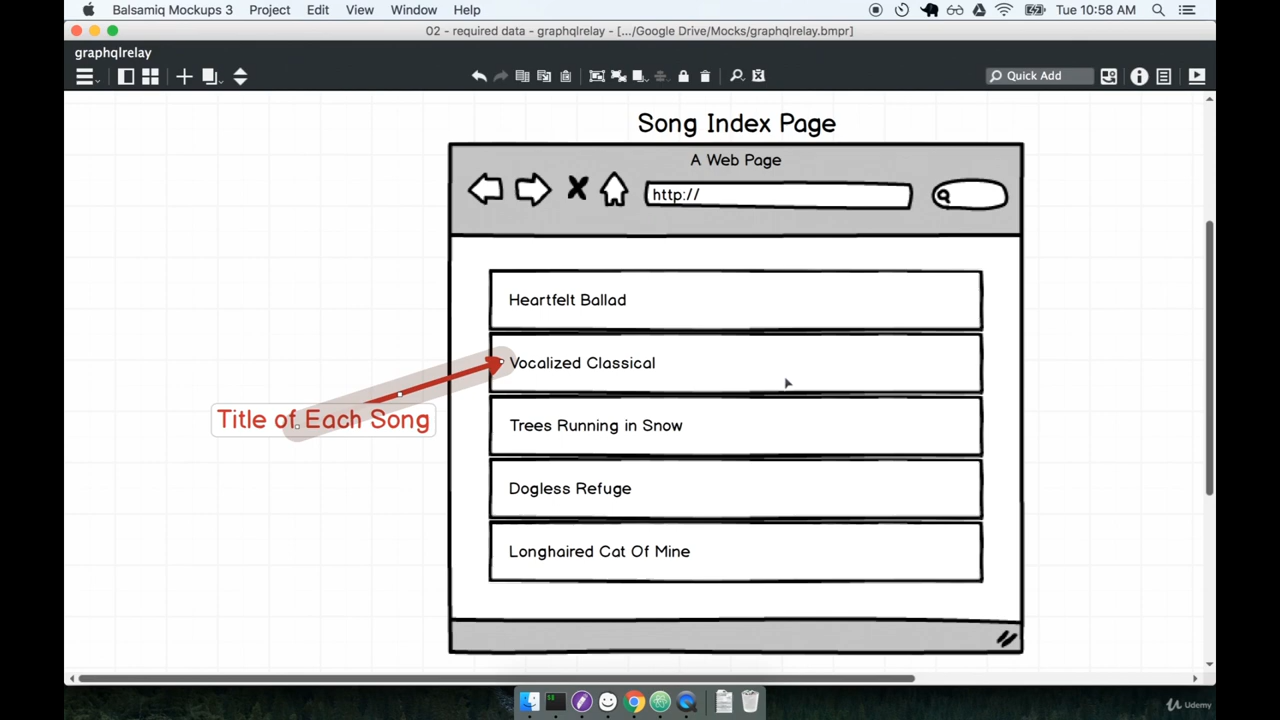 Balsamiq Mockups 3 Project Edit View Window Help Tue 10:58 AM
02 - required data - graphqlrelay - [.../Google Drive/Mocks/graphqlrelay.bmpr]
graphqlrelay
Quick Add
Song Index Page
A Web Page
http://
Heartfelt Ballad
Vocalized Classical
Title of Each Song
Trees Running in Snow
Dogless Refuge
Longhaired Cat Of Mine
Udemy